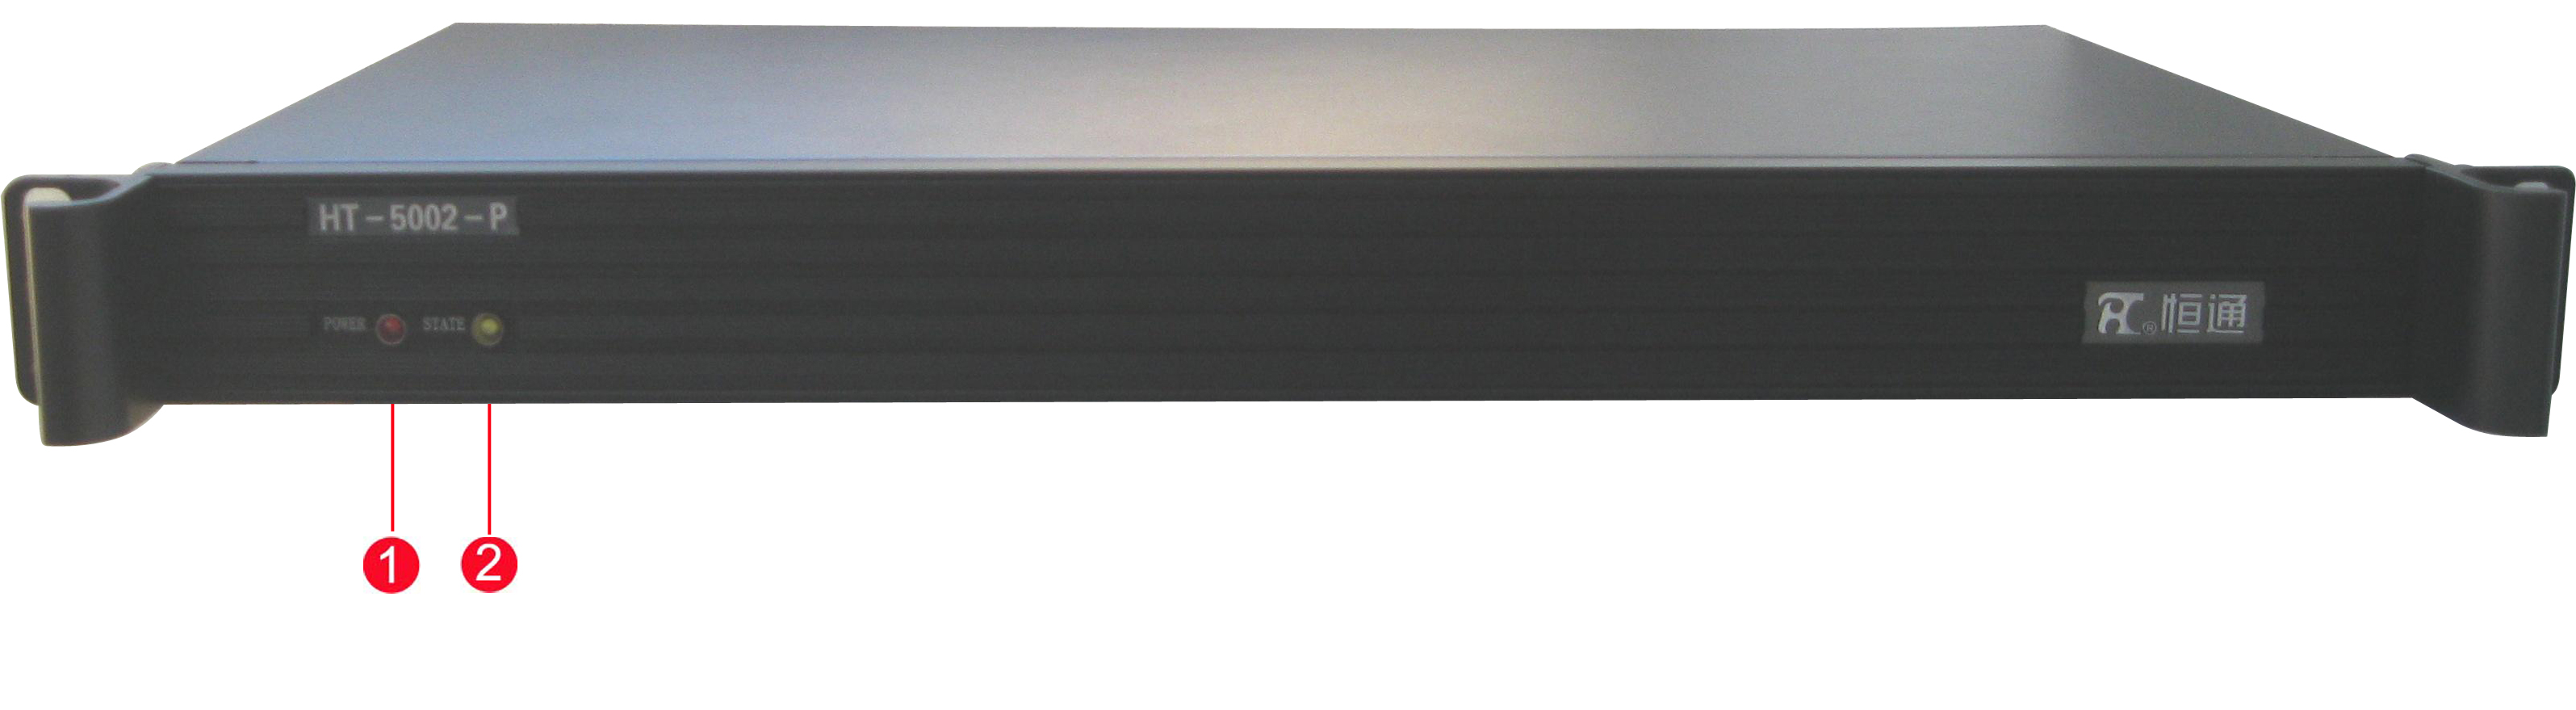 HT-5002-P
POWER STATE
® 恒通
1 2